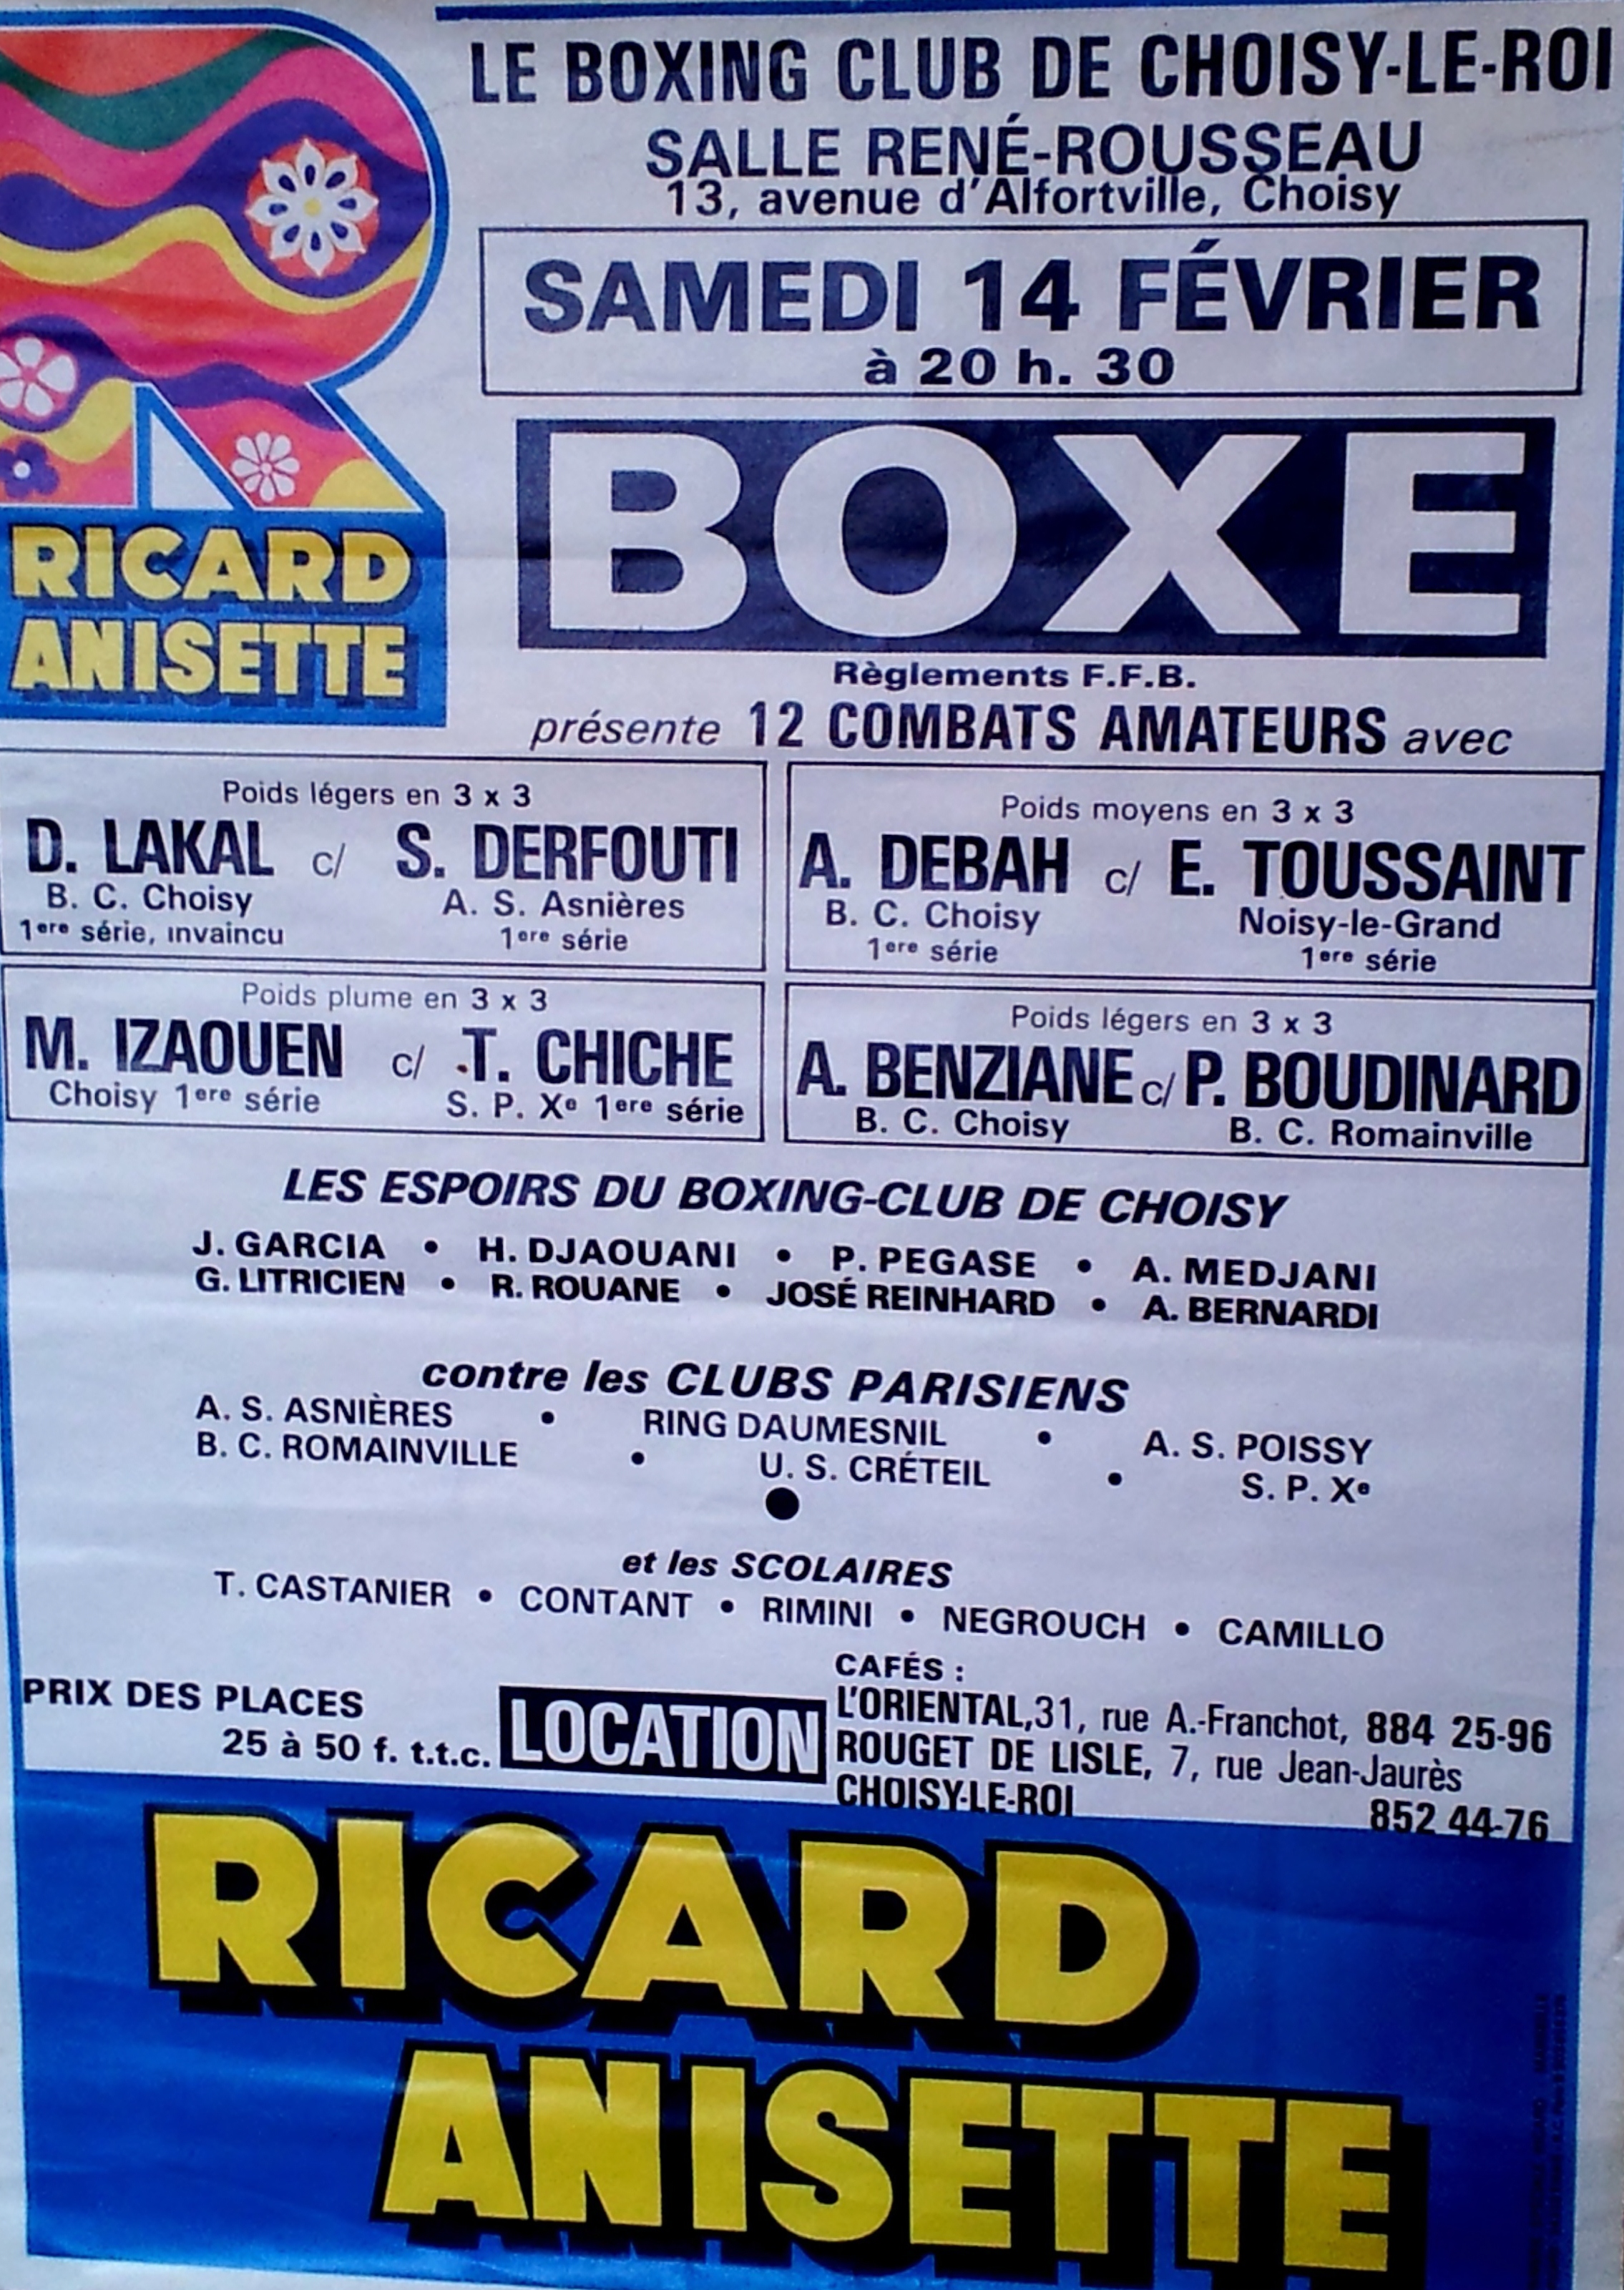 LE BOXING CLUB DE CHOISY-LE-ROI
SALLE RENÉ-ROUSSEAU
13, avenue d'Alfortville, Choisy
SAMEDI 14 FÉVRIER
à 20 h. 30
BOXE
RICARD
ANISETTE
Règlements F.F.B.
présente 12 COMBATS AMATEURS avec
Poids légers en 3 x 3
D. LAKAL c/ S. DERFOUTI
B. C. Choisy A. S. Asnières
1ere série, invaincu 1ere série
Poids moyens en 3 x 3
A. DEBAH c/ E. TOUSSAINT
B. C. Choisy Noisy-le-Grand
1ere série 1ere série
Poids plume en 3 x 3
M. IZAOUEN c/ T. CHICHE
Choisy 1ere série S. P. Xe 1ere série
Poids légers en 3 x 3
A. BENZIANE c/ P. BOUDINARD
B. C. Choisy B. C. Romainville
LES ESPOIRS DU BOXING-CLUB DE CHOISY
J. GARCIA • H. DJAOUANI • P. PEGASE • A. MEDJANI
G. LITRICIEN • R. ROUANE • JOSÉ REINHARD • A. BERNARDI
contre les CLUBS PARISIENS
A. S. ASNIÈRES • RING DAUMESNIL • A. S. POISSY
B. C. ROMAINVILLE • U. S. CRÉTEIL • S. P. Xe
et les SCOLAIRES
T. CASTANIER • CONTANT • RIMINI • NEGROUCH • CAMILLO
PRIX DES PLACES
25 à 50 f. t.t.c.
LOCATION
CAFÉS :
L'ORIENTAL,31, rue A.-Franchot, 884 25-96
ROUGET DE LISLE, 7, rue Jean-Jaurès
CHOISY-LE-ROI 852 44-76
RICARD
ANISETTE